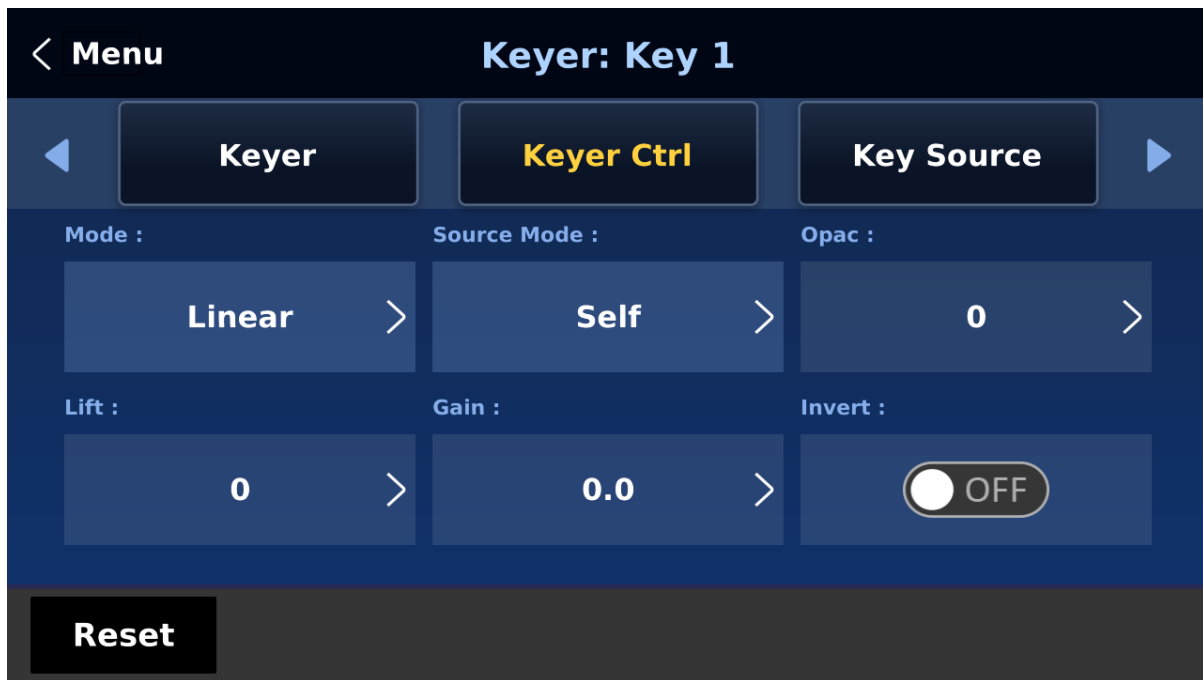 Menu
Keyer: Key 1
Keyer
Keyer Ctrl
Key Source
Mode :
Source Mode :
Opac :
Linear
Self
0
Lift :
Gain :
Invert :
0
0.0
OFF
Reset